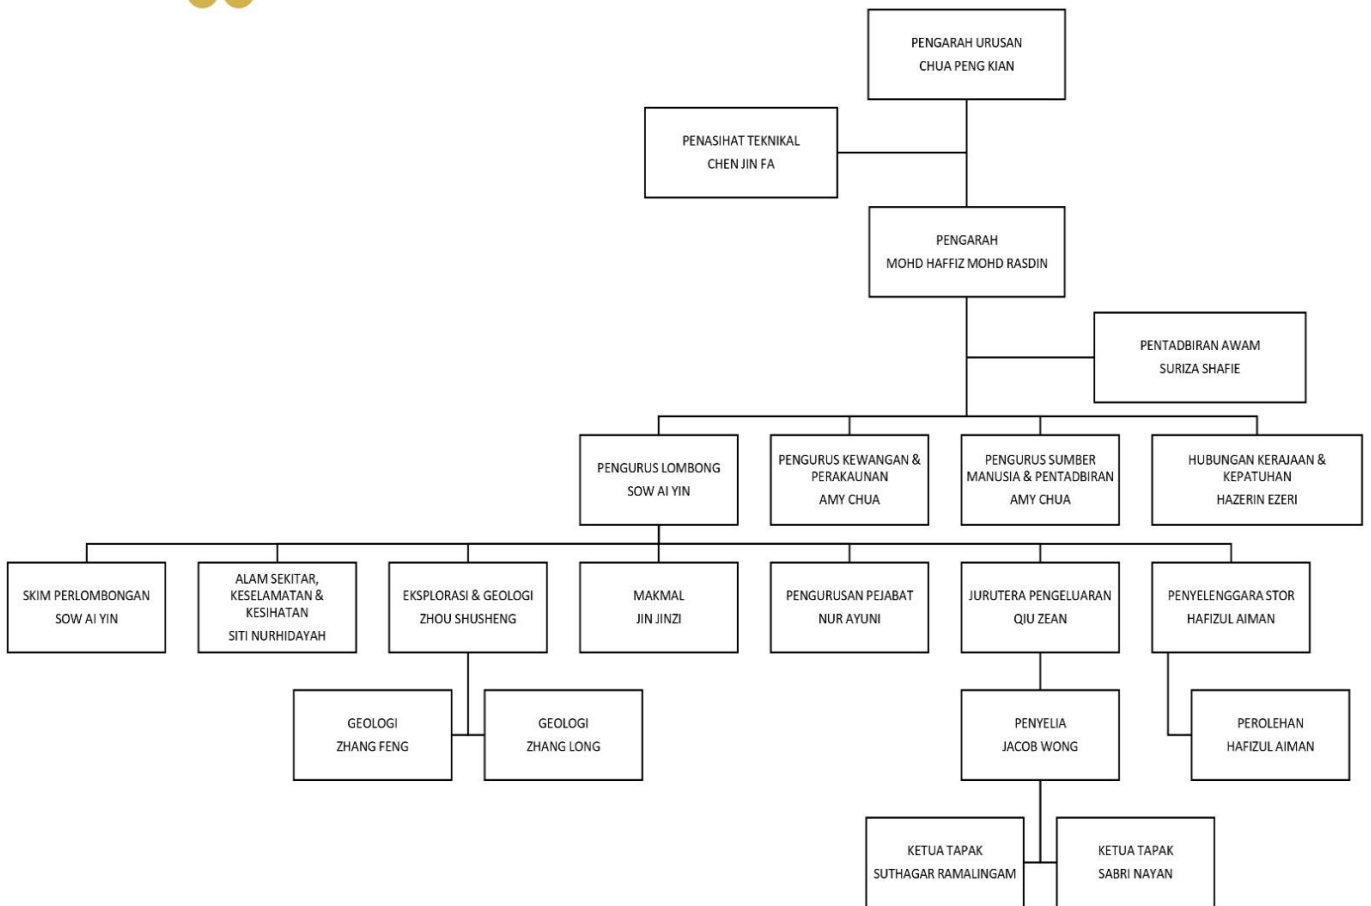 PENGARAH URUSAN
CHUA PENG KIAN
PENASIHAT TEKNIKAL
CHEN JIN FA
PENGARAH
MOHD HAFFIZ MOHD RASDIN
PENTADBIRAN AWAM
SURIZA SHAFIE
PENGURUS LOMBONG
SOW AI YIN
PENGURUS KEWANGAN &
PERAKAUNAN
AMY CHUA
PENGURUS SUMBER
MANUSIA & PENTADBIRAN
AMY CHUA
HUBUNGAN KERAJAAN &
KEPATUHAN
HAZERIN EZERI
SKIM PERLOMBONGAN
SOW AI YIN
ALAM SEKITAR,
KESELAMATAN &
KESIHATAN
SITI NURHIDAYAH
EKSPLORASI & GEOLOGI
ZHOU SHUSHENG
MAKMAL
JIN JINZI
PENGURUSAN PEJABAT
NUR AYUNI
JURUTERA PENGELUARAN
QIU ZEAN
PENYELENGGARA STOR
HAFIZUL AIMAN
GEOLOGI
ZHANG FENG
GEOLOGI
ZHANG LONG
PENYELIA
JACOB WONG
PEROLEHAN
HAFIZUL AIMAN
KETUA TAPAK
SUTHAGAR RAMALINGAM
KETUA TAPAK
SABRI NAYAN